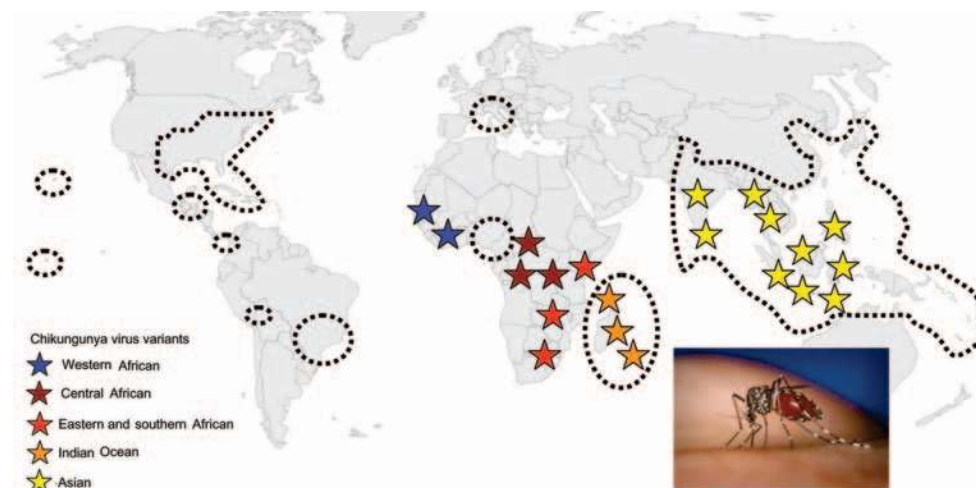 Chikungunya virus variants
Western African
Central African
Eastern and southern African
Indian Ocean
Asian